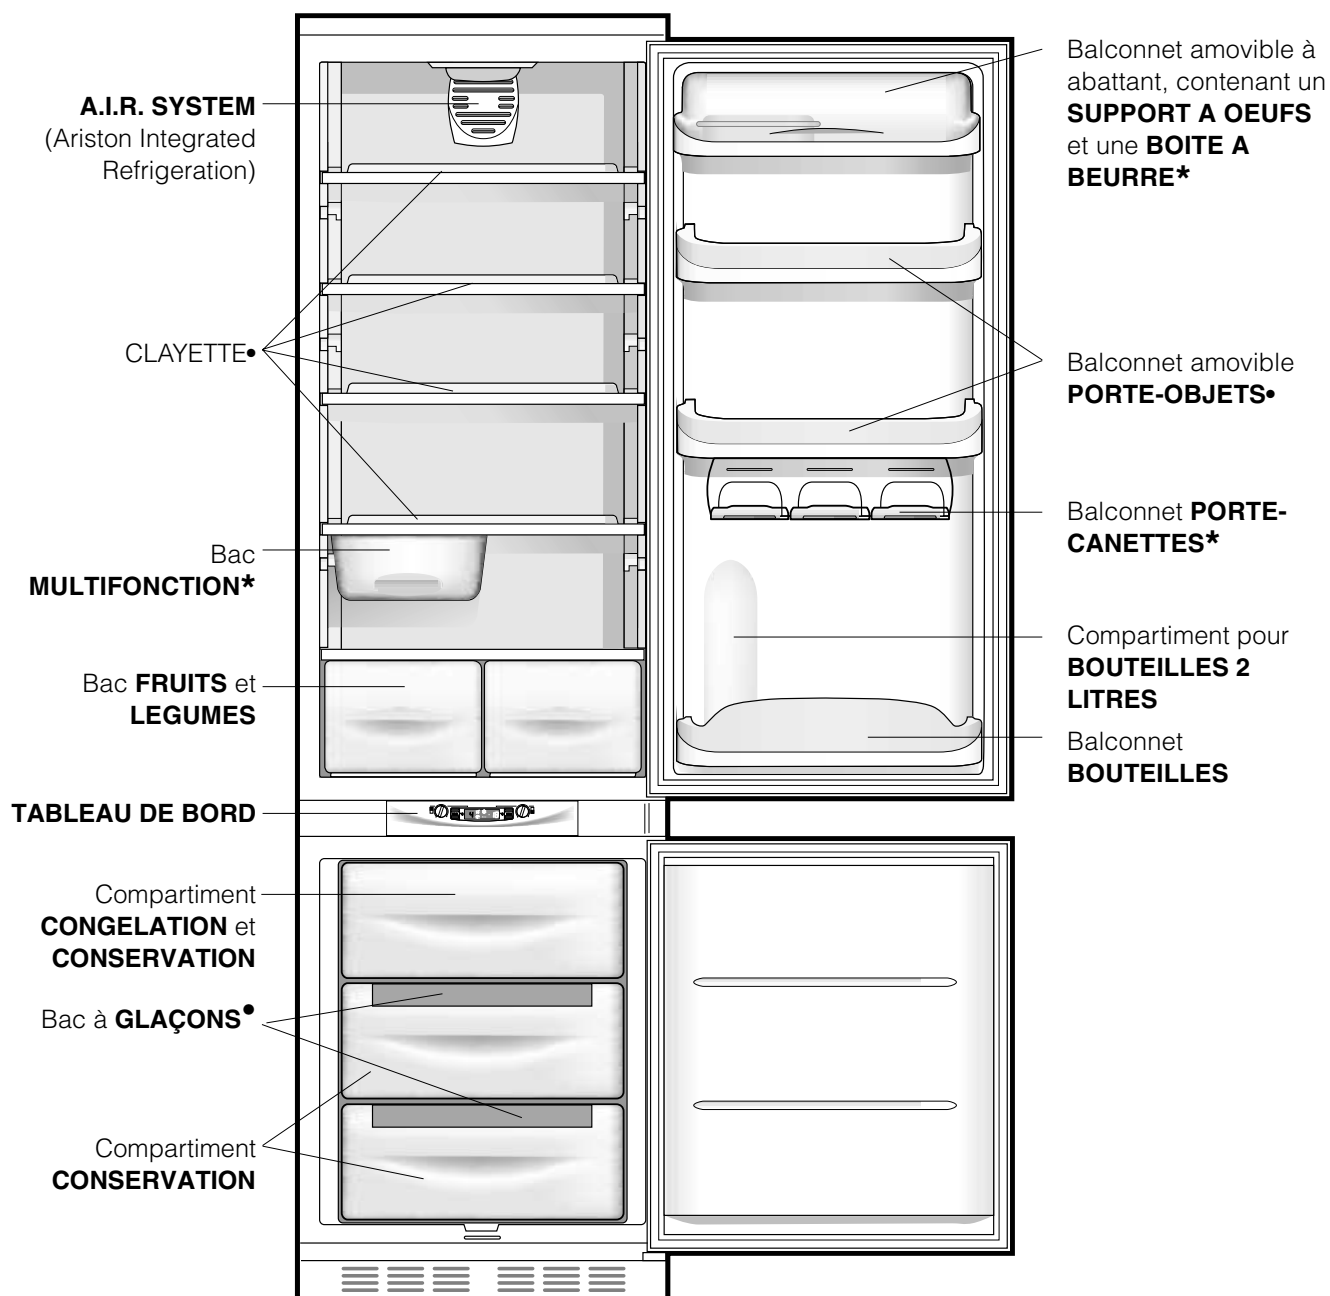 A.I.R. SYSTEM
(Ariston Integrated
Refrigeration)
CLAYETTE•
Bac
MULTIFONCTION*
Bac FRUITS et
LEGUMES
TABLEAU DE BORD
Compartiment
CONGELATION et
CONSERVATION
Bac à GLAÇONS•
Compartiment
CONSERVATION
Balconnet amovible à
abattant, contenant un
SUPPORT A OEUFS
et une BOITE A
BEURRE*
Balconnet amovible
PORTE-OBJETS•
Balconnet PORTE-
CANETTES*
Compartiment pour
BOUTEILLES 2
LITRES
Balconnet
BOUTEILLES